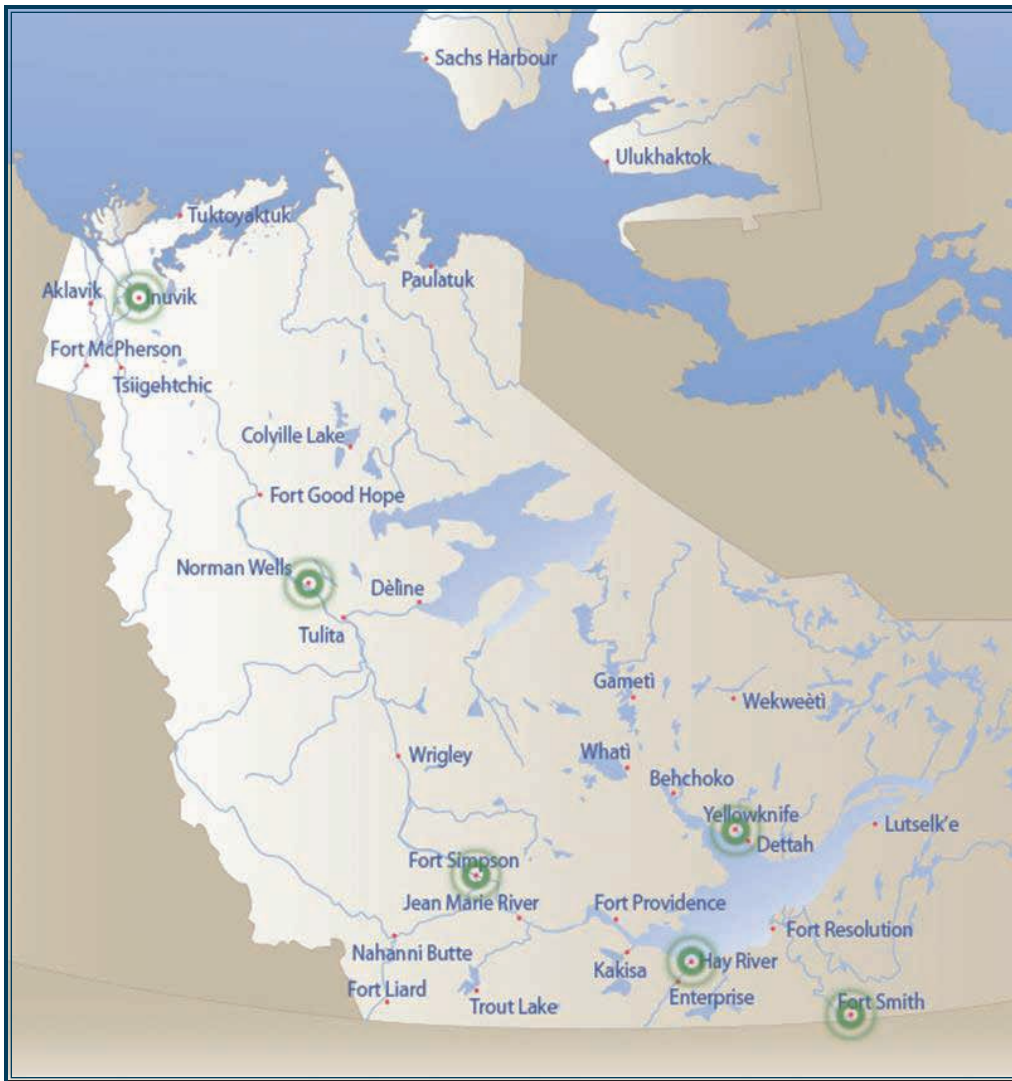 Sachs Harbour
Ulukhaktok
Tuktoyaktuk
Paulatuk
Aklavik
Inuvik
Fort McPherson
Tsiigehtchic
Colville Lake
Fort Good Hope
Norman Wells
Dèlìne
Tulita
Gametì
Wekweètì
Wrigley
Whatì
Behchoko
Yellowknife
Lutselk'e
Dettah
Fort Simpson
Jean Marie River
Fort Providence
Fort Resolution
Nahanni Butte
Kakisa
Hay River
Fort Liard
Trout Lake
Enterprise
Fort Smith